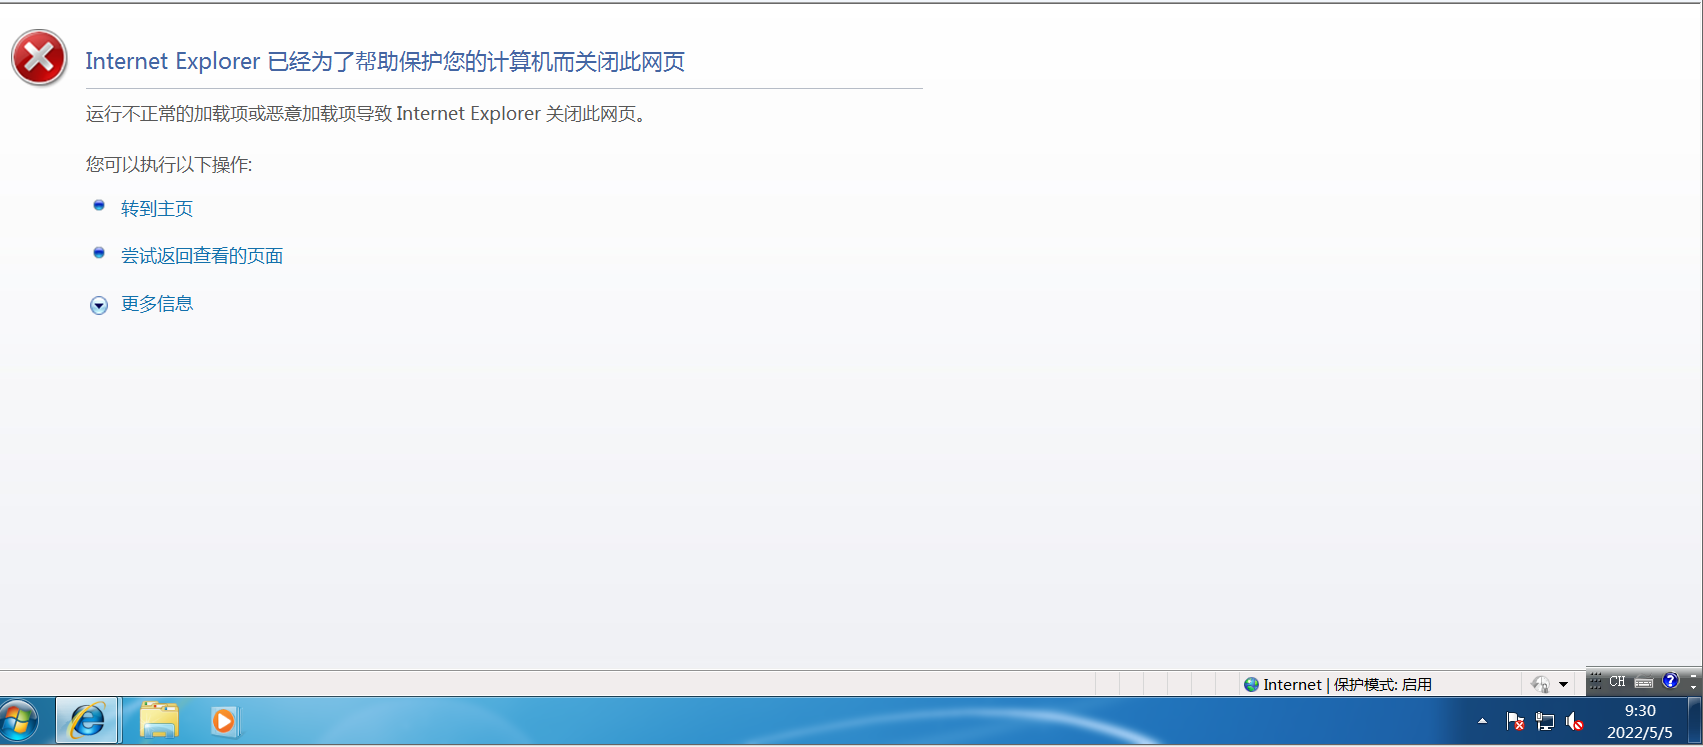 Internet Explorer 已经为了帮助保护您的计算机而关闭此网页
运行不正常的加载项或恶意加载项导致 Internet Explorer 关闭此网页。
您可以执行以下操作:
转到主页
尝试返回查看的页面
更多信息
Internet | 保护模式: 启用
CH
9:30
2022/5/5